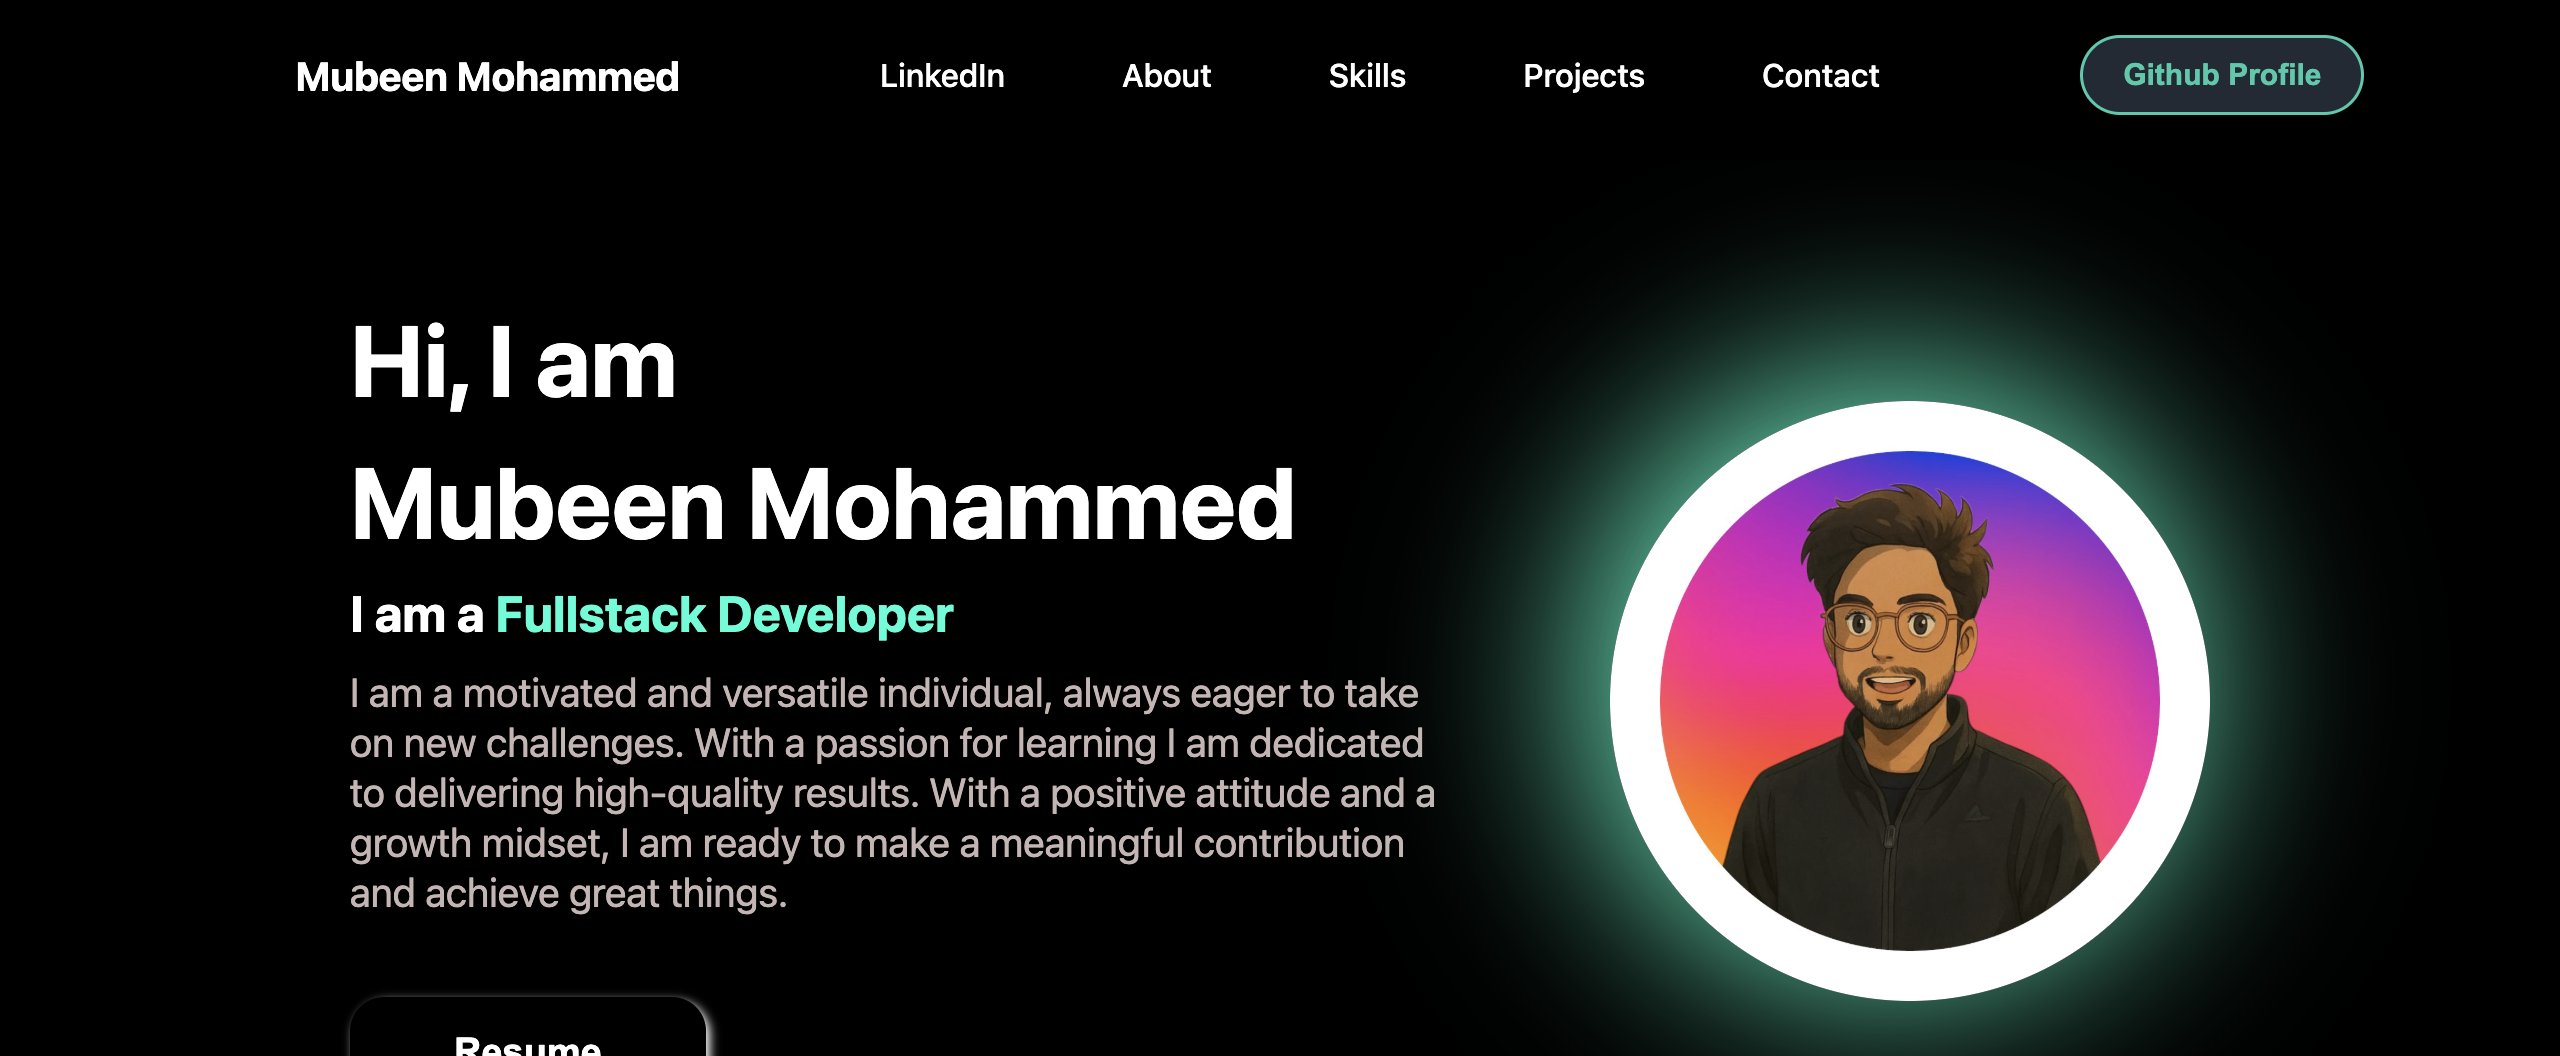 Mubeen Mohammed
LinkedIn
About
Skills
Projects
Contact
Github Profile
Hi, I am
Mubeen Mohammed
I am a Fullstack Developer
I am a motivated and versatile individual, always eager to take
on new challenges. With a passion for learning I am dedicated
to delivering high-quality results. With a positive attitude and a
growth midset, I am ready to make a meaningful contribution
and achieve great things.
Resume